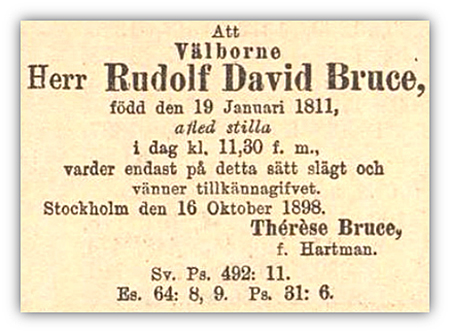 Att
Välborne
Herr Rudolf David Bruce,
född den 19 Januari 1811,
afled stilla
i dag kl. 11,30 f. m.,
varder endast på detta sätt slägt och
vänner tillkännagifvet.
Stockholm den 16 Oktober 1898.
Thérèse Bruce,
f. Hartman.
Sv. Ps. 492: 11.
Es. 64: 8, 9. Ps. 31: 6.